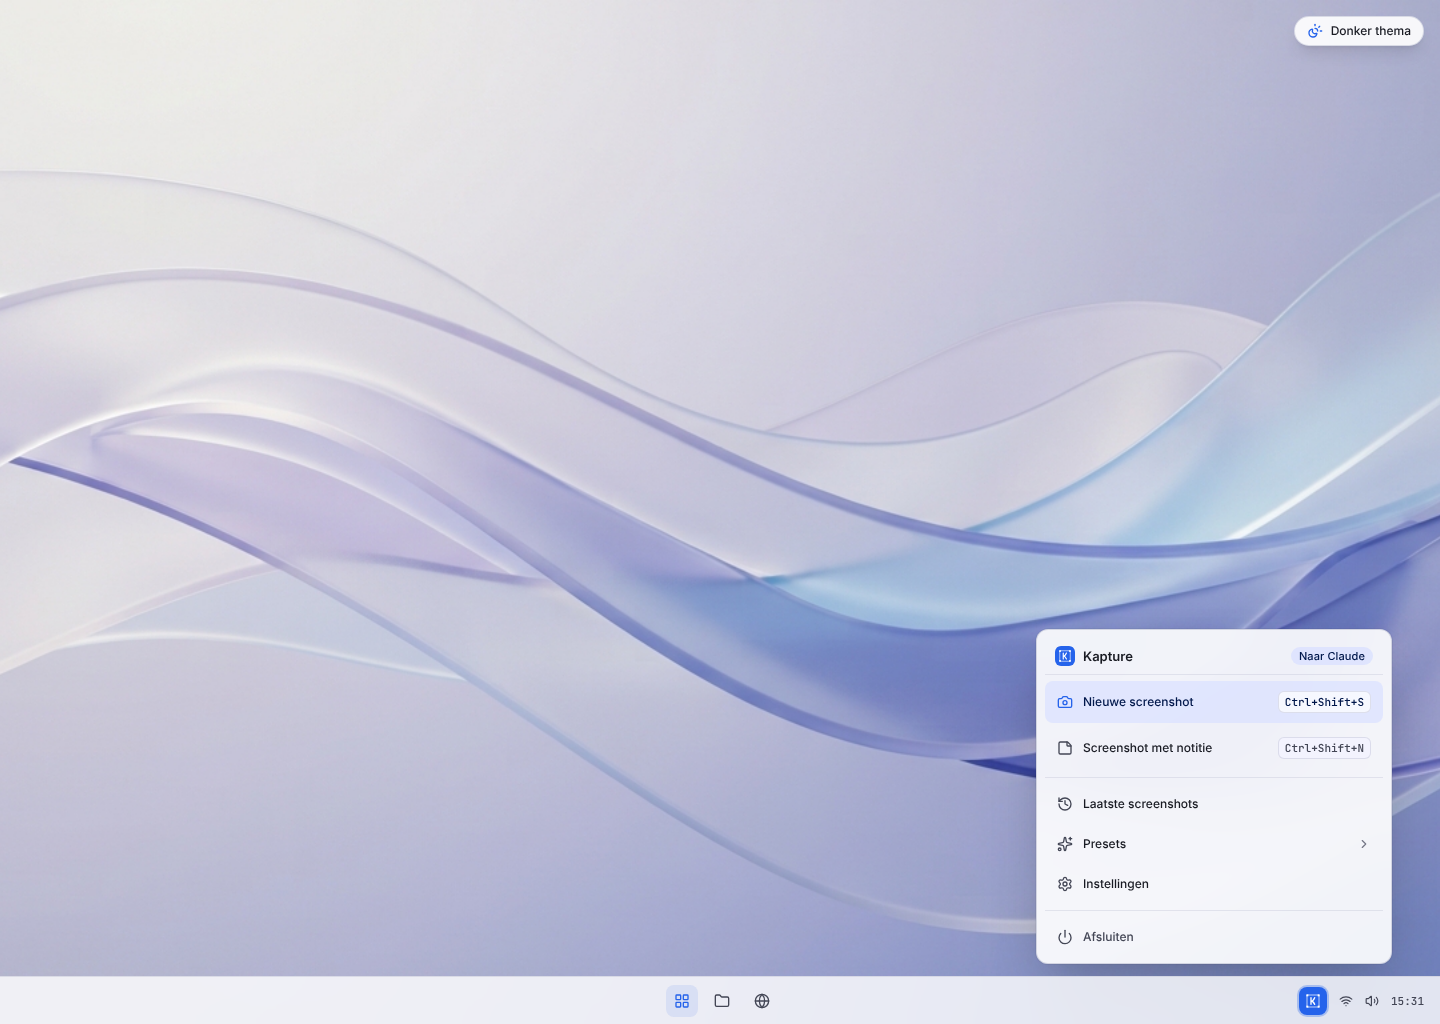 Donker thema
Kapture
Naar Claude
Nieuwe screenshot
Ctrl+Shift+S
Screenshot met notitie
Ctrl+Shift+N
Laatste screenshots
Presets
Instellingen
Afsluiten
K
15:31